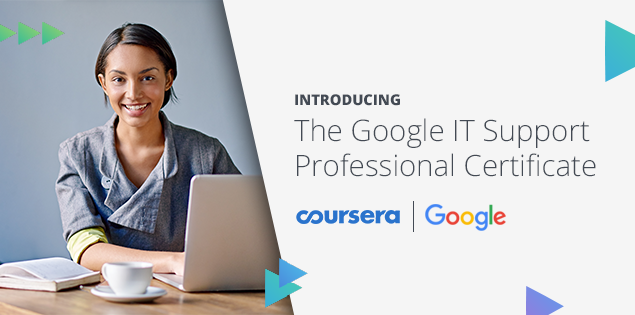 INTRODUCING
The Google IT Support
Professional Certificate
coursera | Google